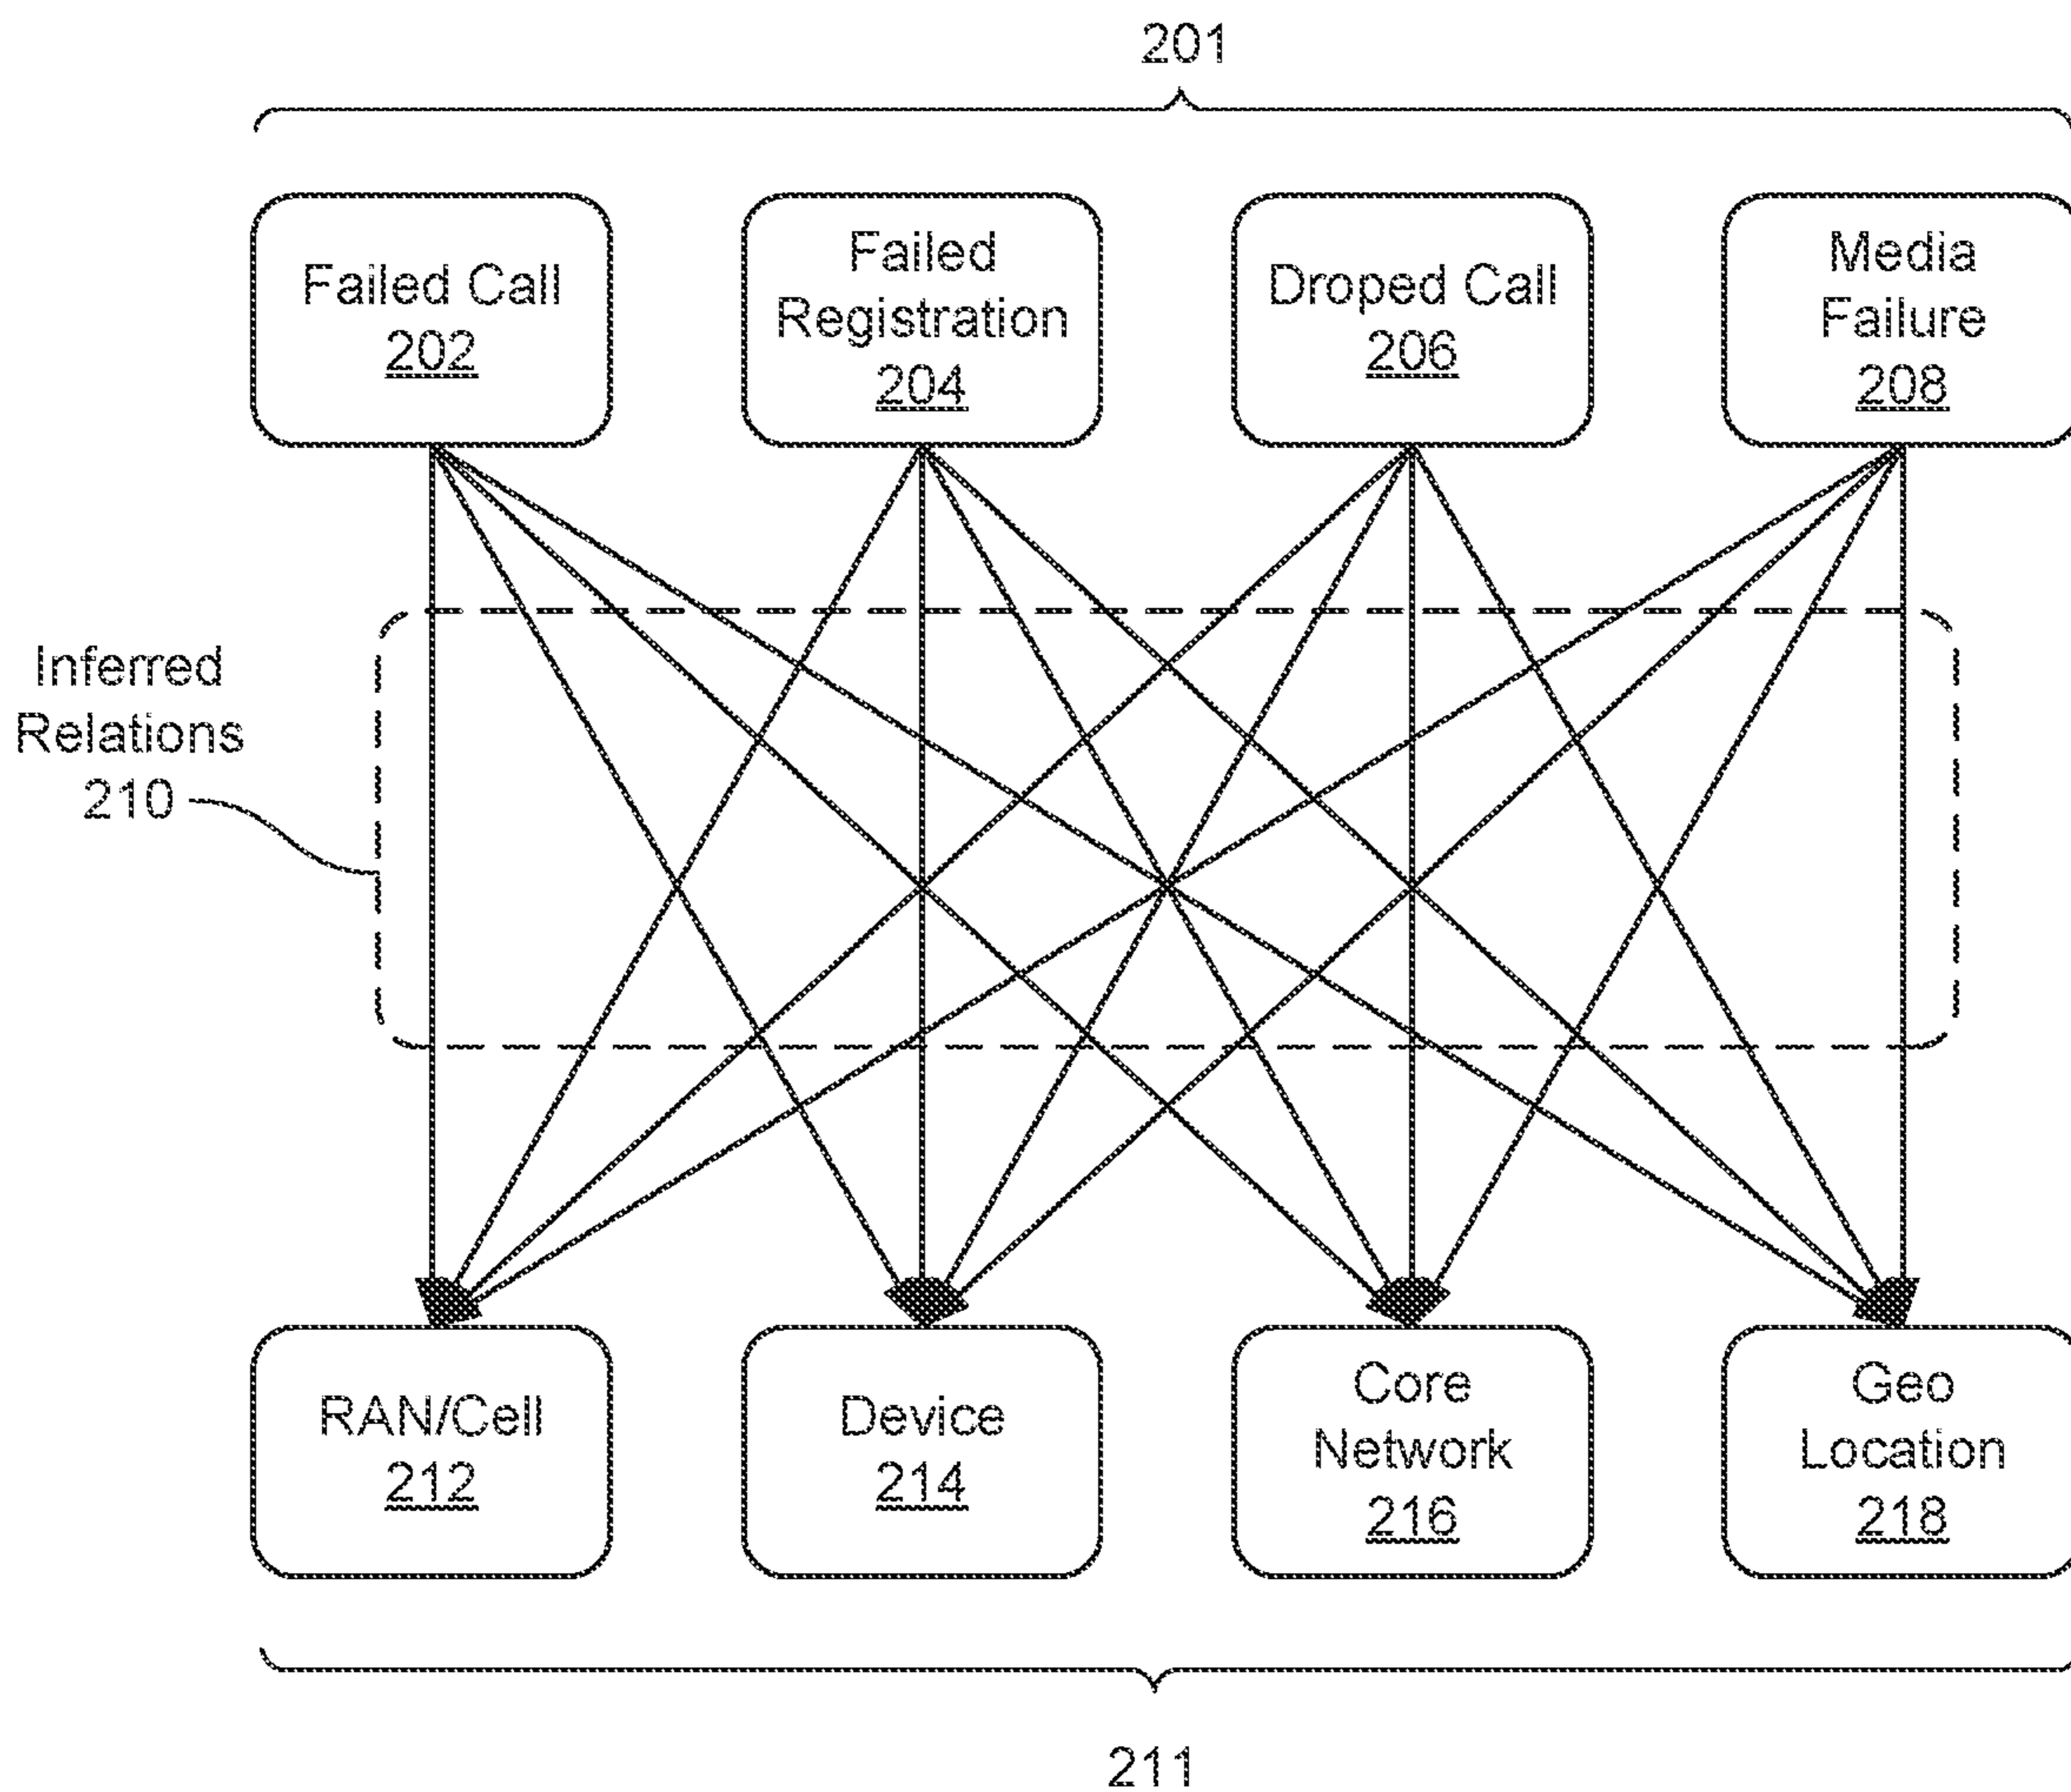 201
Failed Call
202
Failed
Registration
204
Droped Call
206
Media
Failure
208
Inferred
Relations
210
RAN/Cell
212
Device
214
Core
Network
216
Geo
Location
218
211